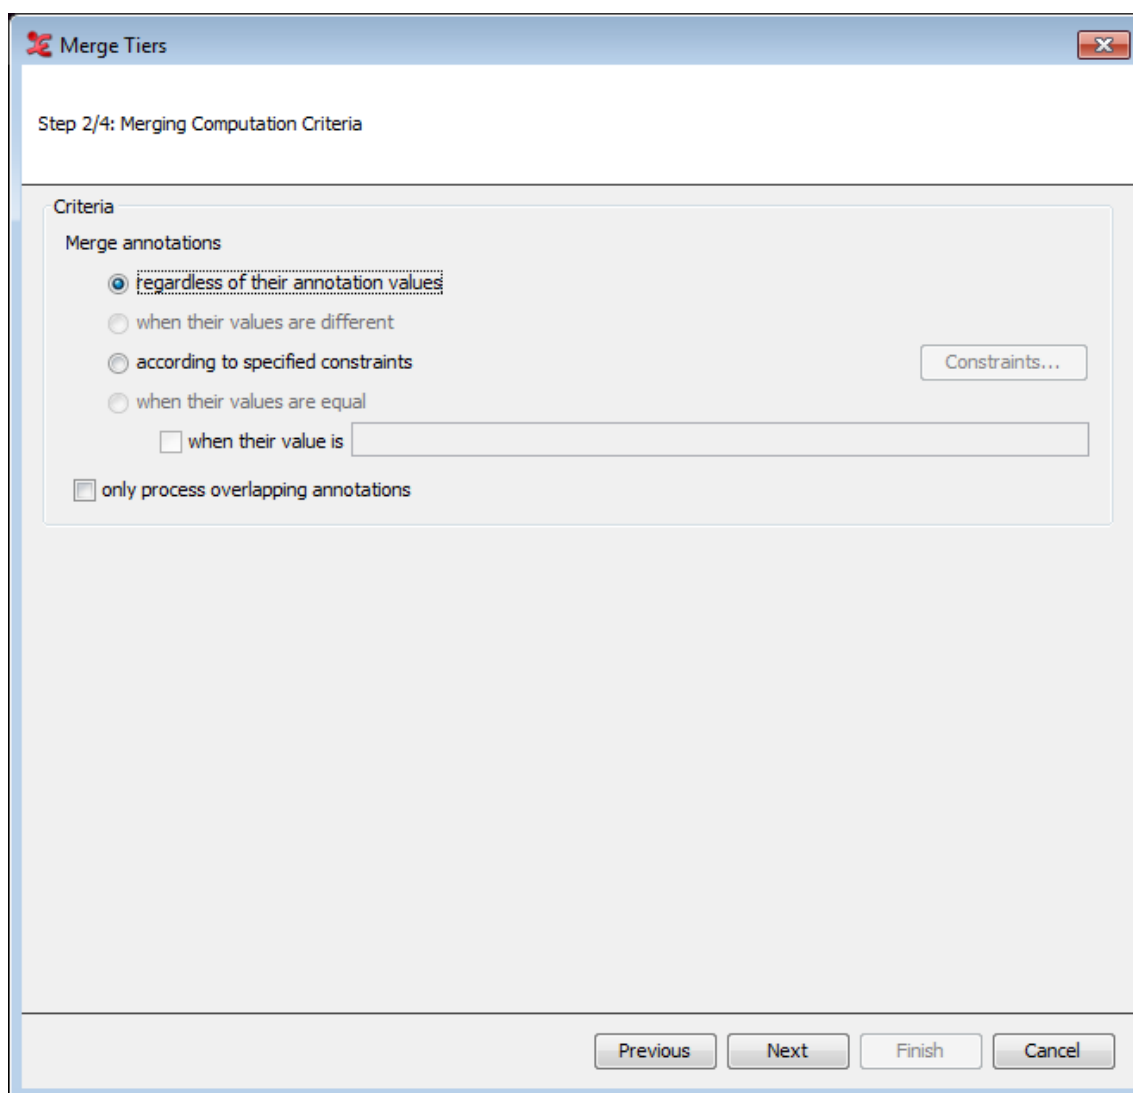 Merge Tiers
Step 2/4: Merging Computation Criteria
Criteria
Merge annotations
regardless of their annotation values
when their values are different
according to specified constraints
Constraints...
when their values are equal
when their value is
only process overlapping annotations
Previous Next Finish Cancel